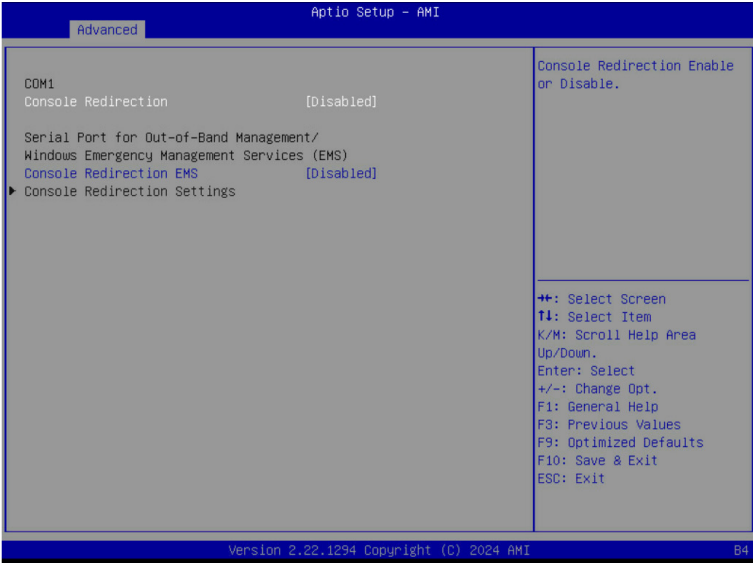 Aptio Setup – AMI
Advanced
COM1
Console Redirection [Disabled]
Serial Port for Out-of-Band Management/
Windows Emergency Management Services (EMS)
Console Redirection EMS [Disabled]
► Console Redirection Settings
Console Redirection Enable
or Disable.
→←: Select Screen
↑↓: Select Item
K/M: Scroll Help Area
Up/Down.
Enter: Select
+/-: Change Opt.
F1: General Help
F3: Previous Values
F9: Optimized Defaults
F10: Save & Exit
ESC: Exit
Version 2.22.1294 Copyright (C) 2024 AMI
B4